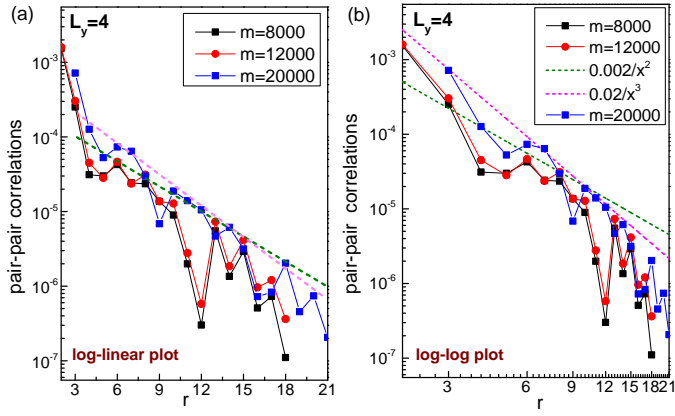 (a)
L_y=4
m=8000
m=12000
m=20000
pair-pair correlations
10^-3
10^-4
10^-5
10^-6
10^-7
log-linear plot
3 6 9 12 15 18 21
r
(b)
L_y=4
m=8000
m=12000
0.002/x^2
0.02/x^3
m=20000
pair-pair correlations
10^-3
10^-4
10^-5
10^-6
10^-7
log-log plot
3 6 9 12 15 18 21
r